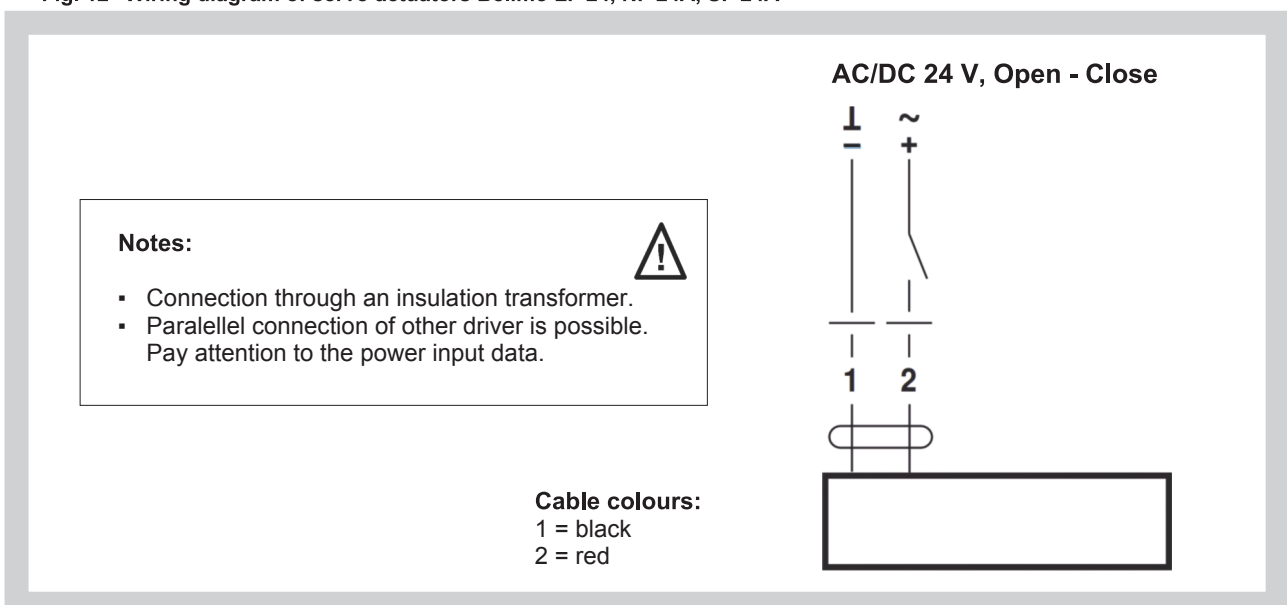 AC/DC 24 V, Open - Close
⊥ ~
– +
Notes:
▪ Connection through an insulation transformer.
▪ Paralellel connection of other driver is possible.
Pay attention to the power input data.
1 2
Cable colours:
1 = black
2 = red